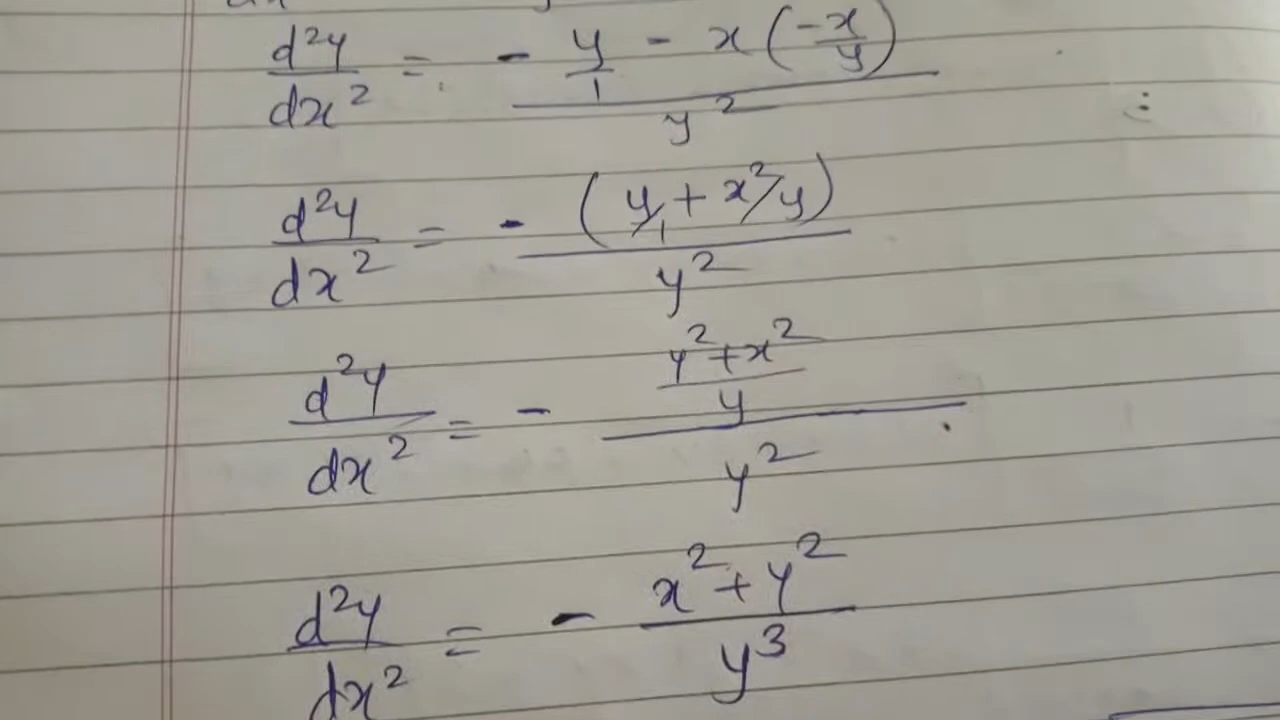 d²y/dx² = - (y/1 - x(-x/y))/y²
d²y/dx² = - (y/1 + x²/y)/y²
d²y/dx² = - ((y²+x²)/y)/y²
d²y/dx² = - (x²+y²)/y³